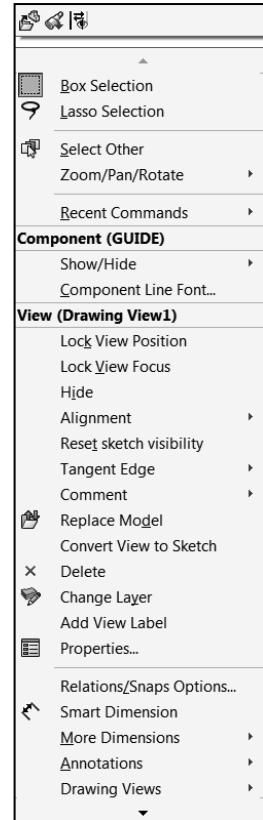 Box Selection
Lasso Selection
Select Other
Zoom/Pan/Rotate
Recent Commands
Component (GUIDE)
Show/Hide
Component Line Font...
View (Drawing View1)
Lock View Position
Lock View Focus
Hide
Alignment
Reset sketch visibility
Tangent Edge
Comment
Replace Model
Convert View to Sketch
Delete
Change Layer
Add View Label
Properties...
Relations/Snaps Options...
Smart Dimension
More Dimensions
Annotations
Drawing Views